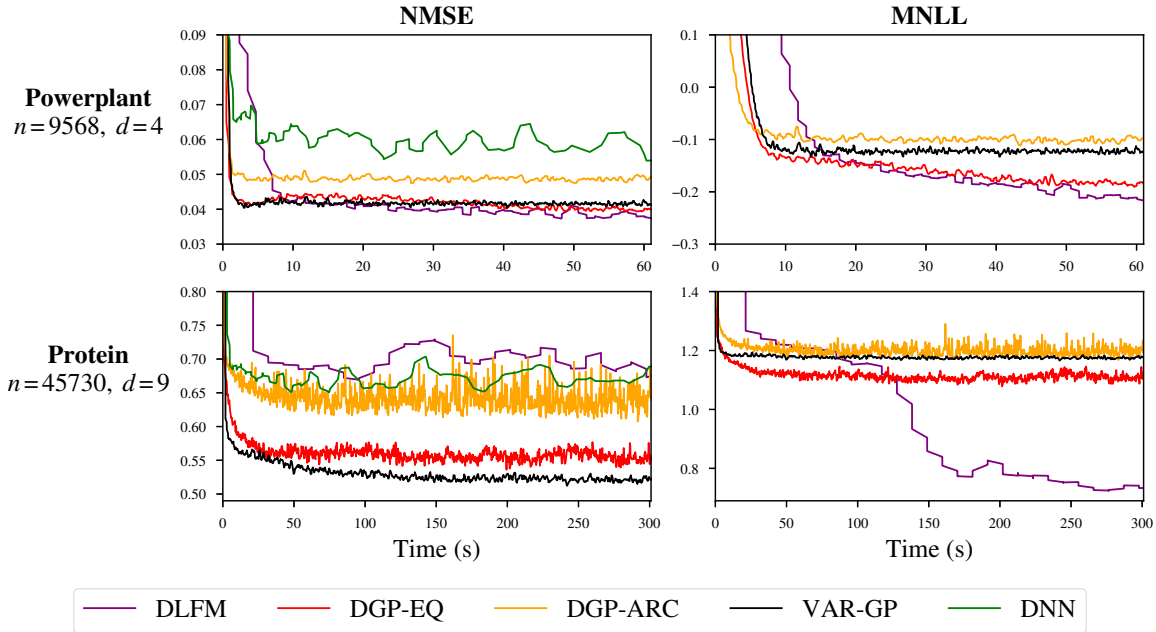 NMSE
MNLL
Powerplant
n=9568, d=4
0.09
0.08
0.07
0.06
0.05
0.04
0.03
0 10 20 30 40 50 60
0.1
0.0
−0.1
−0.2
−0.3
0 10 20 30 40 50 60
Protein
n=45730, d=9
0.80
0.75
0.70
0.65
0.60
0.55
0.50
0 50 100 150 200 250 300
Time (s)
1.4
1.2
1.0
0.8
0 50 100 150 200 250 300
Time (s)
DLFM DGP-EQ DGP-ARC VAR-GP DNN